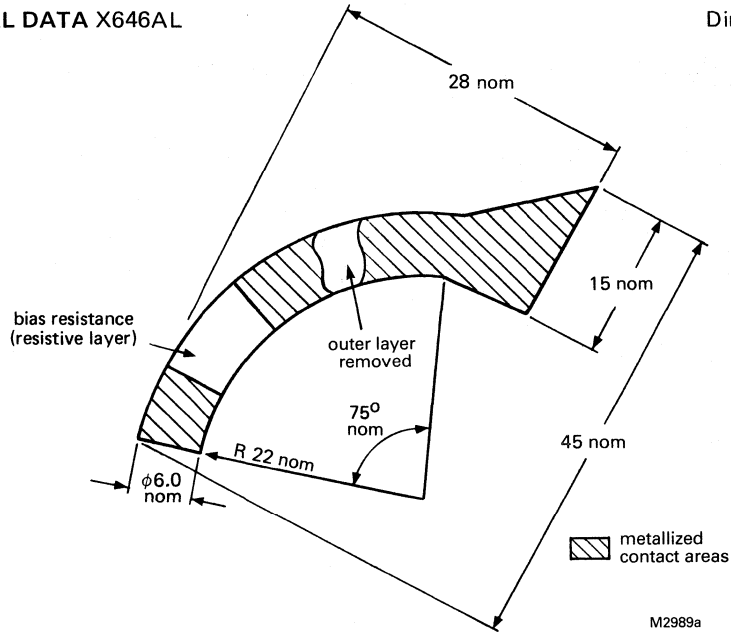 L DATA X646AL
Di
28 nom
15 nom
bias resistance
(resistive layer)
outer layer
removed
75º
nom
45 nom
R 22 nom
ϕ6.0
nom
metallized
contact areas
M2989a